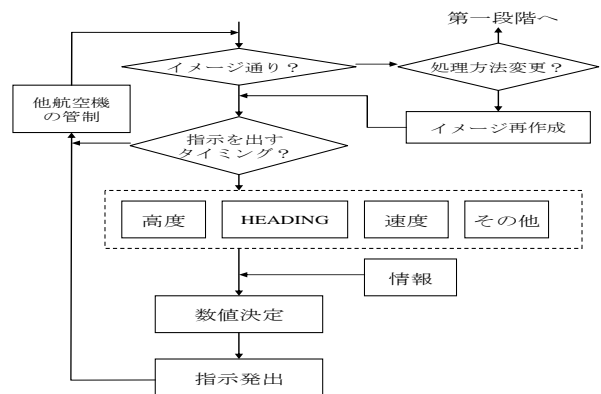 第一段階へ
イメージ通り？
処理方法変更？
他航空機
の管制
イメージ再作成
指示を出す
タイミング？
高度
HEADING
速度
その他
情報
数値決定
指示発出